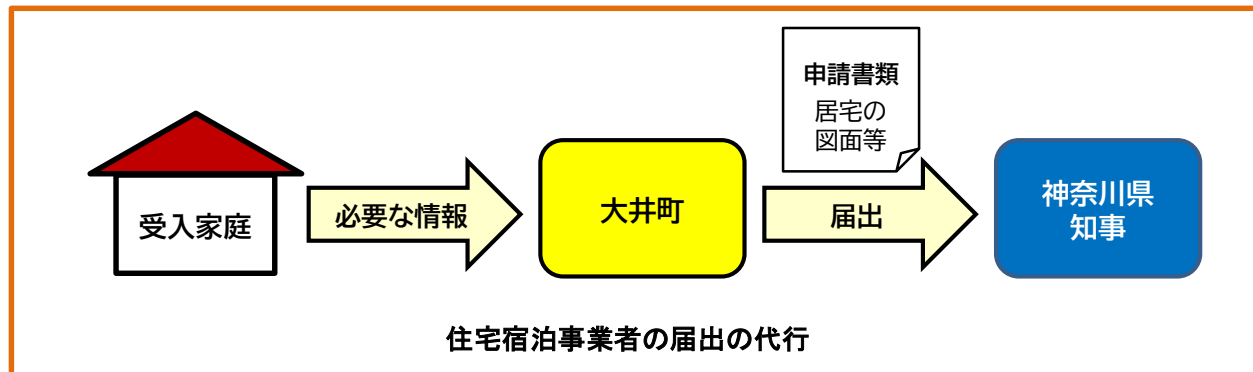 申請書類
居宅の
図面等
受入家庭
必要な情報
大井町
届出
神奈川県
知事
住宅宿泊事業者の届出の代行